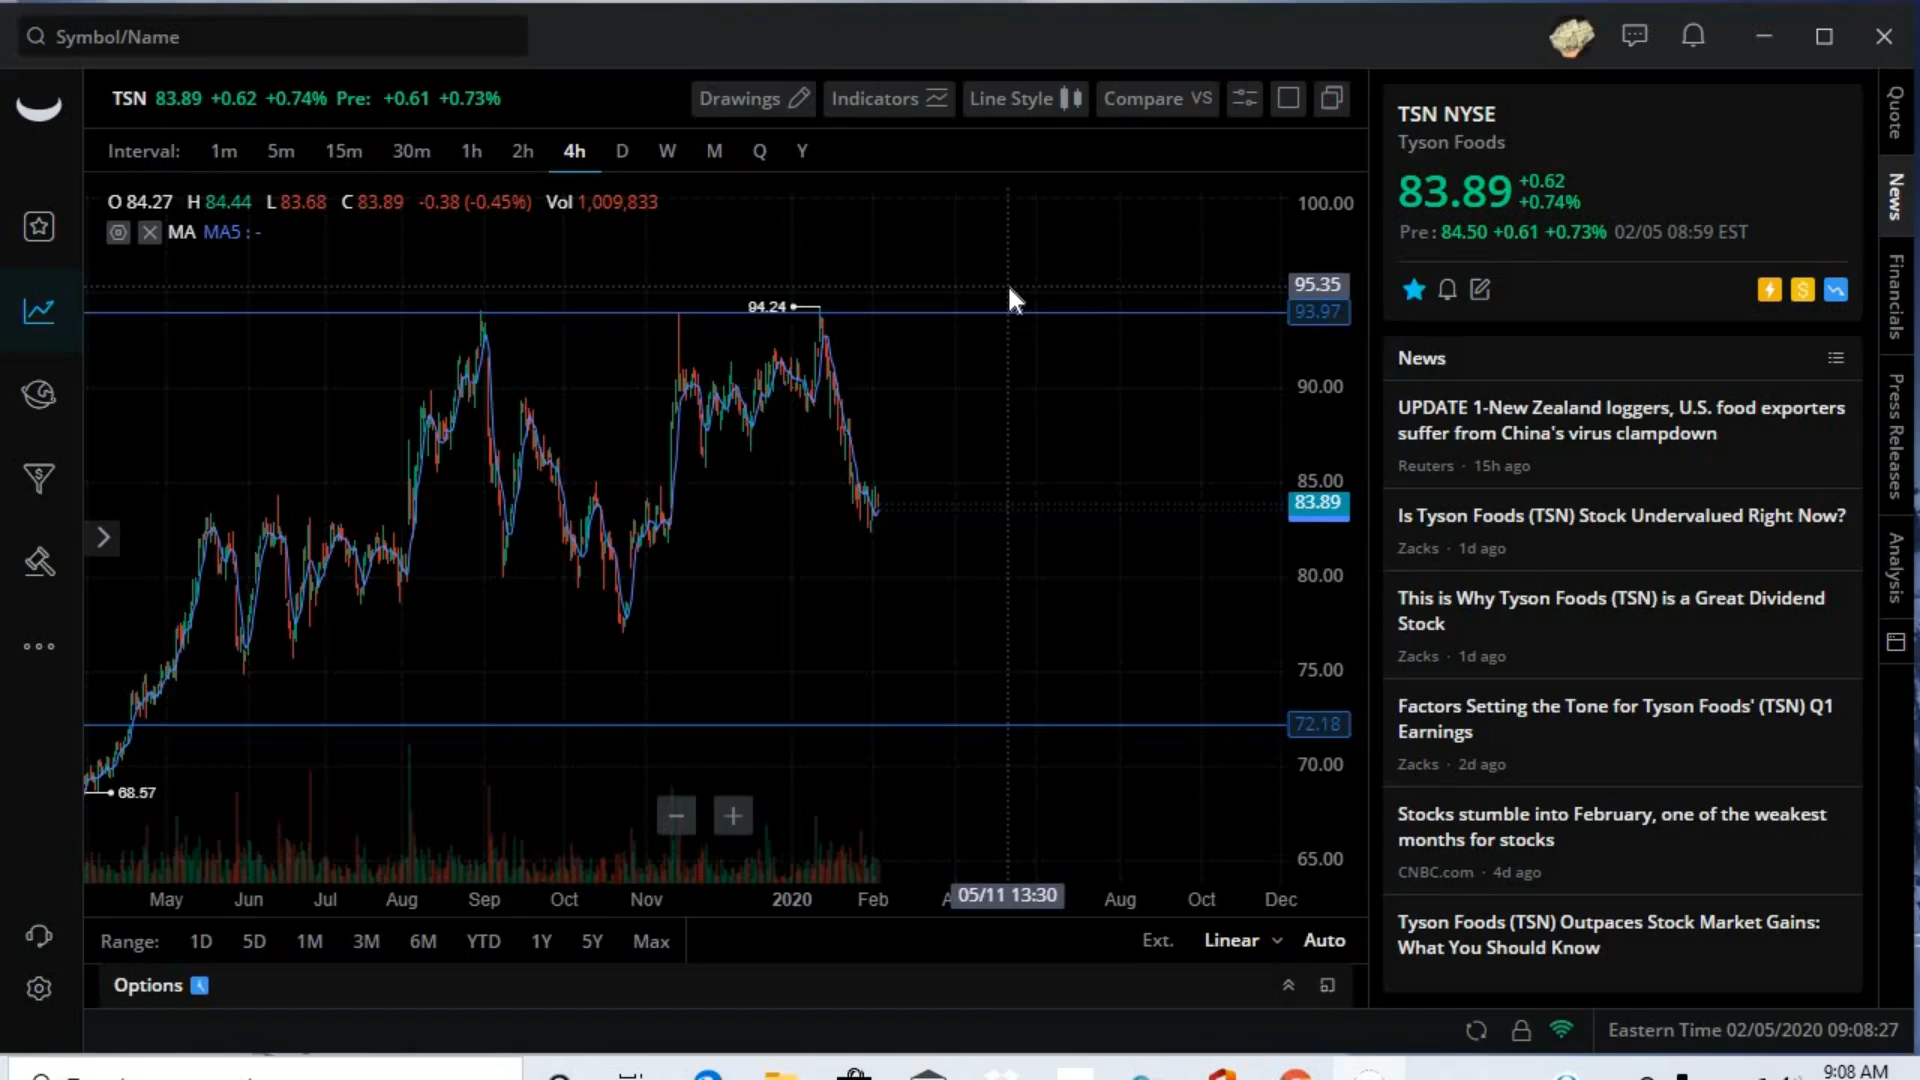 Symbol/Name
TSN 83.89 +0.62 +0.74% Pre: +0.61 +0.73%
Drawings
Indicators
Line Style
Compare VS
Interval: 1m 5m 15m 30m 1h 2h 4h D W M Q Y
O 84.27 H 84.44 L 83.68 C 83.89 -0.38 (-0.45%) Vol 1,009,833
MA MA5 : -
100.00
95.35
93.97
94.24
90.00
85.00
83.89
80.00
75.00
72.18
70.00
68.57
65.00
May Jun Jul Aug Sep Oct Nov 2020 Feb A 05/11 13:30 Aug Oct Dec
Range: 1D 5D 1M 3M 6M YTD 1Y 5Y Max
Ext. Linear Auto
Options
TSN NYSE
Tyson Foods
83.89 +0.62
+0.74%
Pre: 84.50 +0.61 +0.73% 02/05 08:59 EST
News
UPDATE 1-New Zealand loggers, U.S. food exporters
suffer from China's virus clampdown
Reuters · 15h ago
Is Tyson Foods (TSN) Stock Undervalued Right Now?
Zacks · 1d ago
This is Why Tyson Foods (TSN) is a Great Dividend
Stock
Zacks · 1d ago
Factors Setting the Tone for Tyson Foods' (TSN) Q1
Earnings
Zacks · 2d ago
Stocks stumble into February, one of the weakest
months for stocks
CNBC.com · 4d ago
Tyson Foods (TSN) Outpaces Stock Market Gains:
What You Should Know
Quote
News
Financials
Press Releases
Analysis
Eastern Time 02/05/2020 09:08:27
9:08 AM